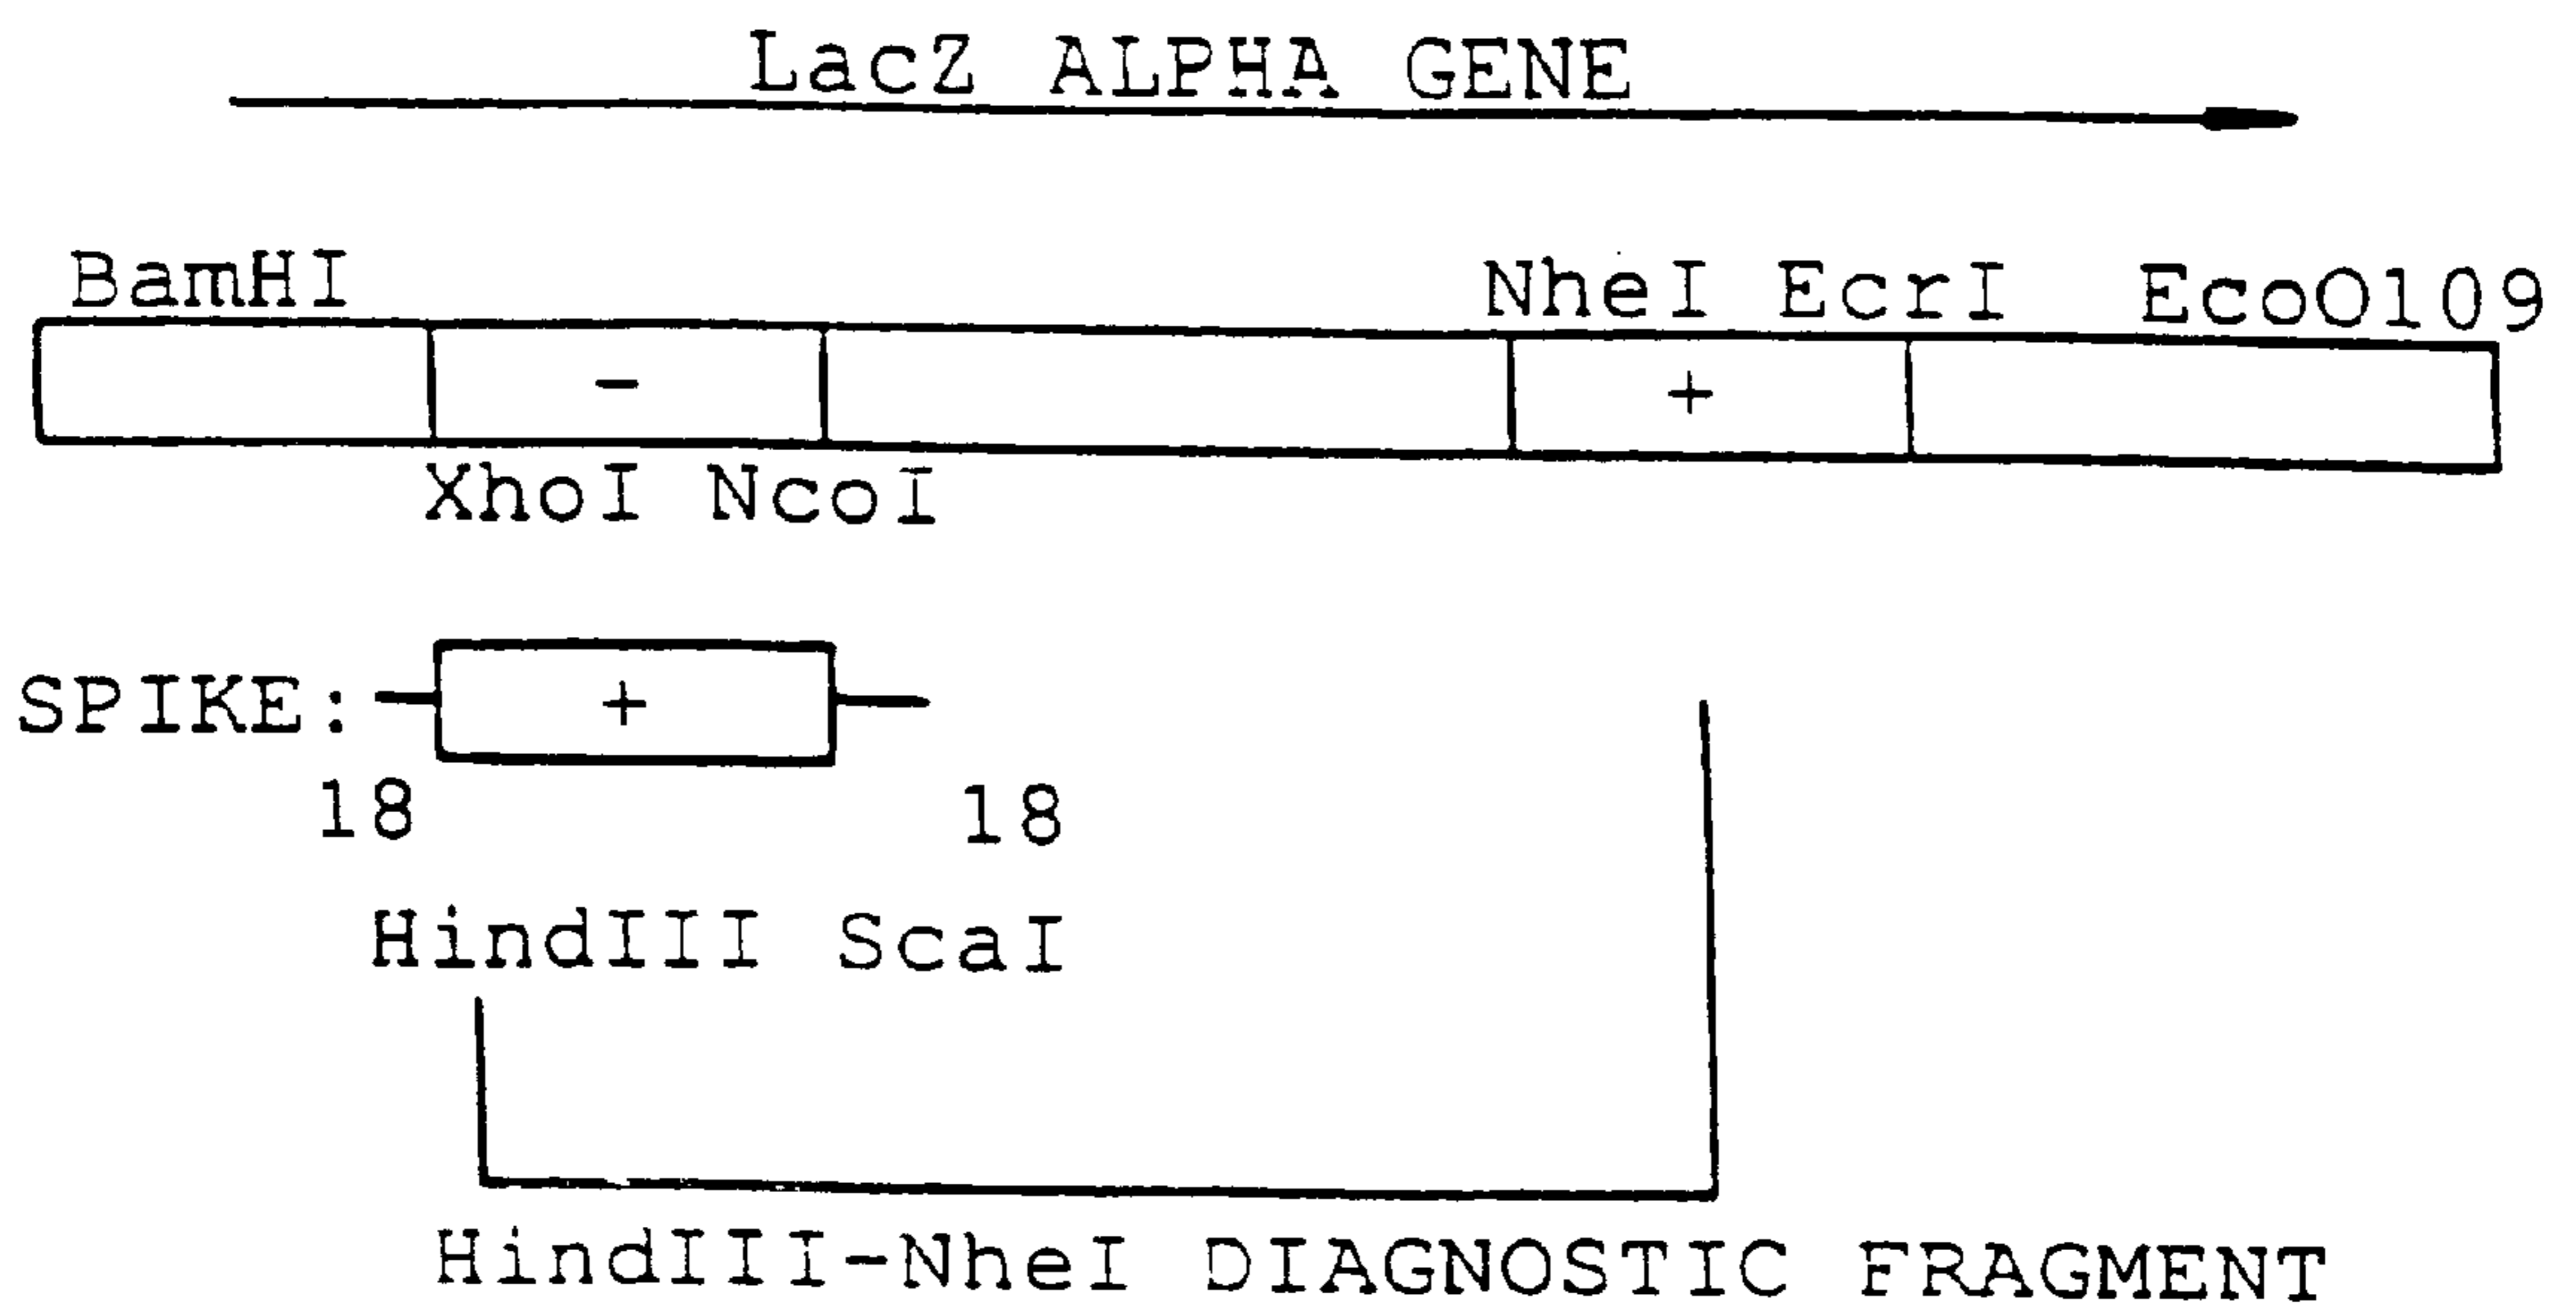 LacZ ALPHA GENE
BamHI
NheI EcrI EcoO109
-
+
XhoI NcoI
SPIKE:
+
18
18
HindIII ScaI
HindIII-NheI DIAGNOSTIC FRAGMENT